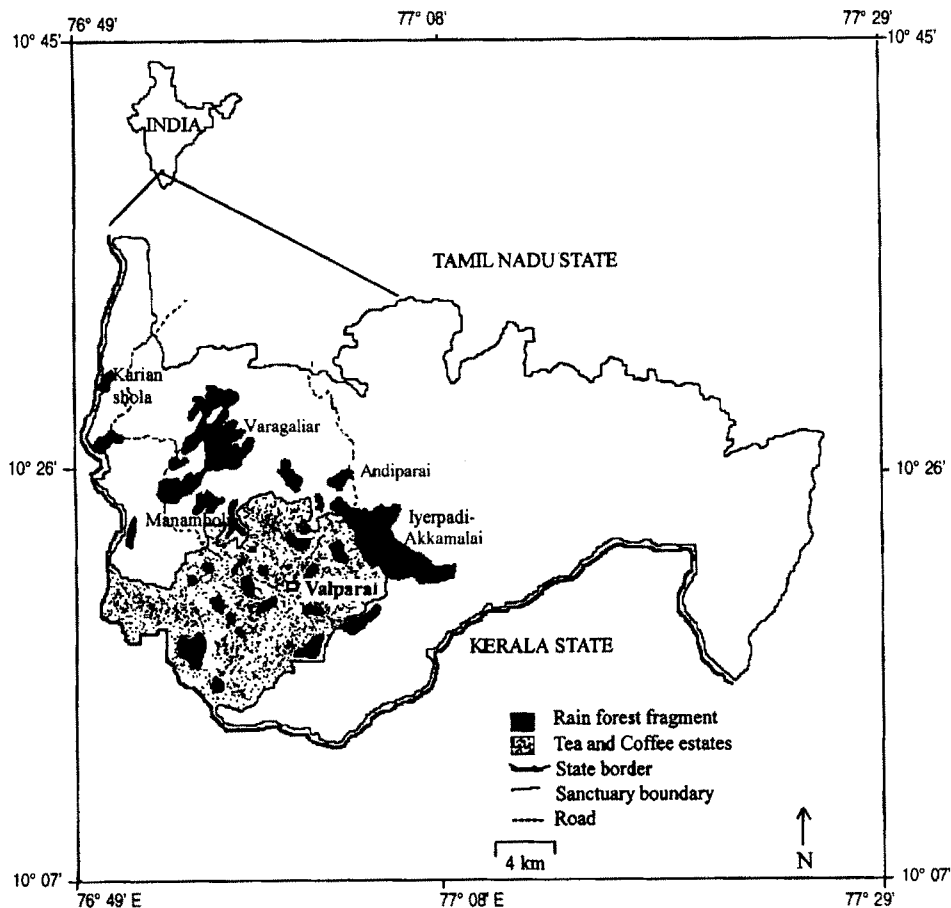 76° 49'
77° 08'
77° 29'
10° 45'
10° 45'
INDIA
TAMIL NADU STATE
Karian
shola
Varagaliar
10° 26'
Andiparai
10° 26'
Iyerpadi-
Akkamalai
Manamboli
Valparai
KERALA STATE
Rain forest fragment
Tea and Coffee estates
State border
Sanctuary boundary
Road
4 km
N
10° 07'
10° 07'
76° 49' E
77° 08' E
77° 29'